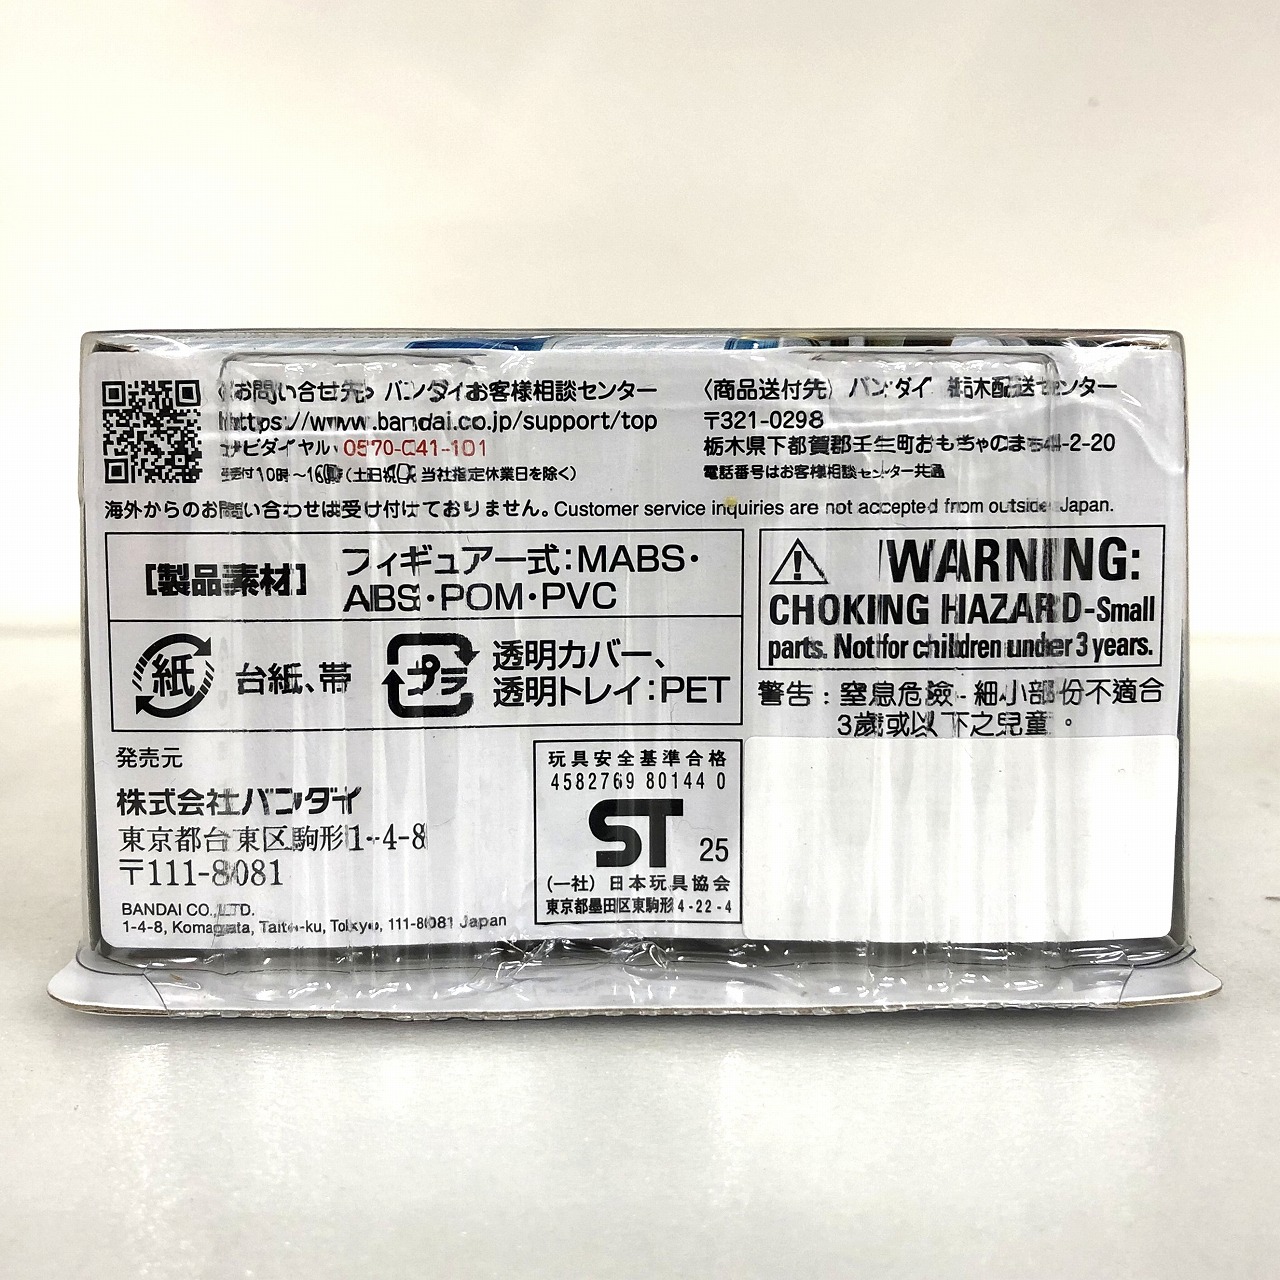 〈お問い合せ先〉 バンダイお客様相談センター
https://www.bandai.co.jp/support/top
ナビダイヤル 0570-041-101
受付10時～16時(土日祝日、当社指定休業日を除く)
〈商品送付先〉 バンダイ 栃木配送センター
〒321-0298
栃木県下都賀郡壬生町おもちゃのまち4-2-20
電話番号はお客様相談センター共通
海外からのお問い合わせは受け付けておりません。Customer service inquiries are not accepted from outside Japan.
[製品素材]
フィギュア一式:MABS・
ABS・POM・PVC
紙
台紙、帯
プラ
透明カバー、
透明トレイ:PET
WARNING:
CHOKING HAZARD-Small
parts. Not for children under 3 years.
警告:窒息危險-細小部份不適合
3歲或以下之兒童。
発売元
株式会社バンダイ
東京都台東区駒形1-4-8
〒111-8081
BANDAI CO.,LTD.
1-4-8, Komagata, Taito-ku, Tokyo, 111-8081 Japan
玩具安全基準合格
4582769 80144 0
ST 25
(一社)日本玩具協会
東京都墨田区東駒形4-22-4